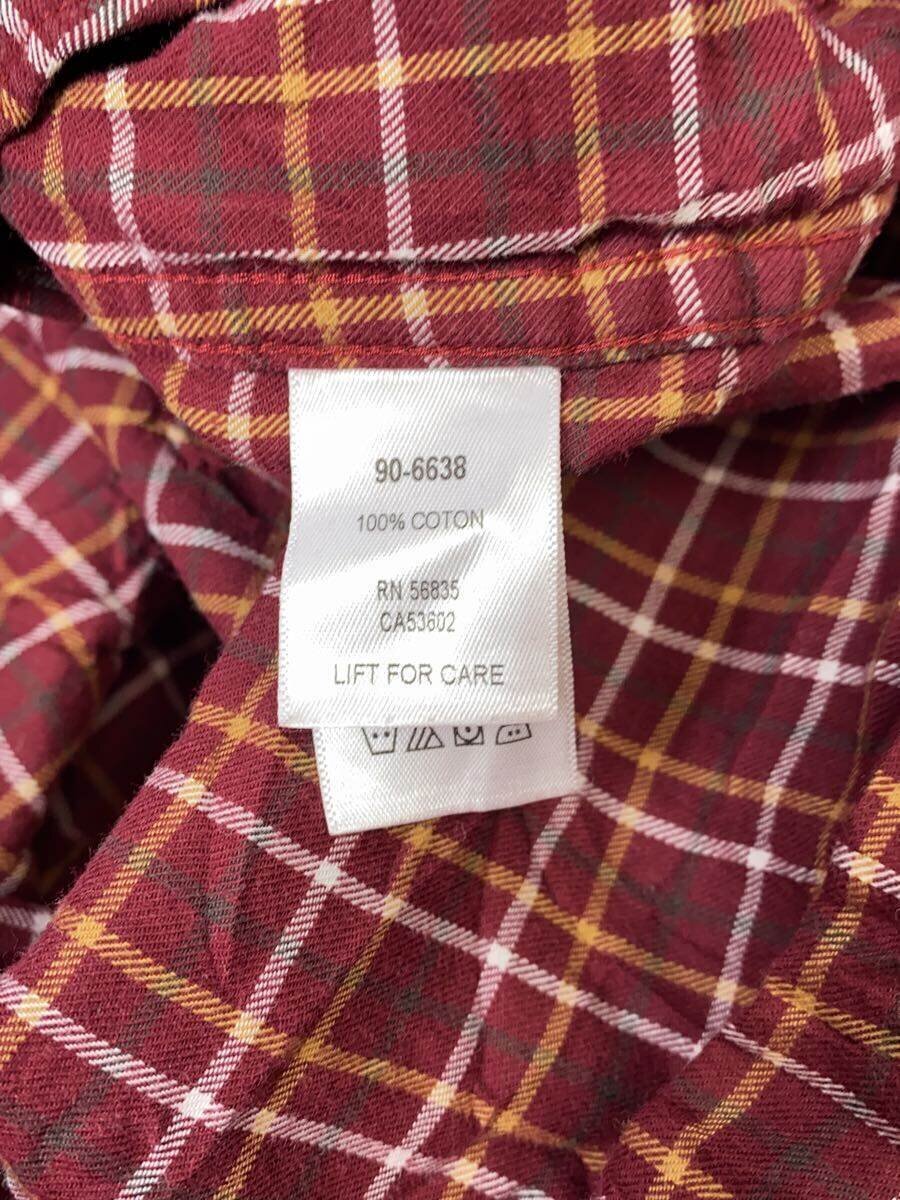 90-6638
100% COTON
RN 56835
CA53602
LIFT FOR CARE